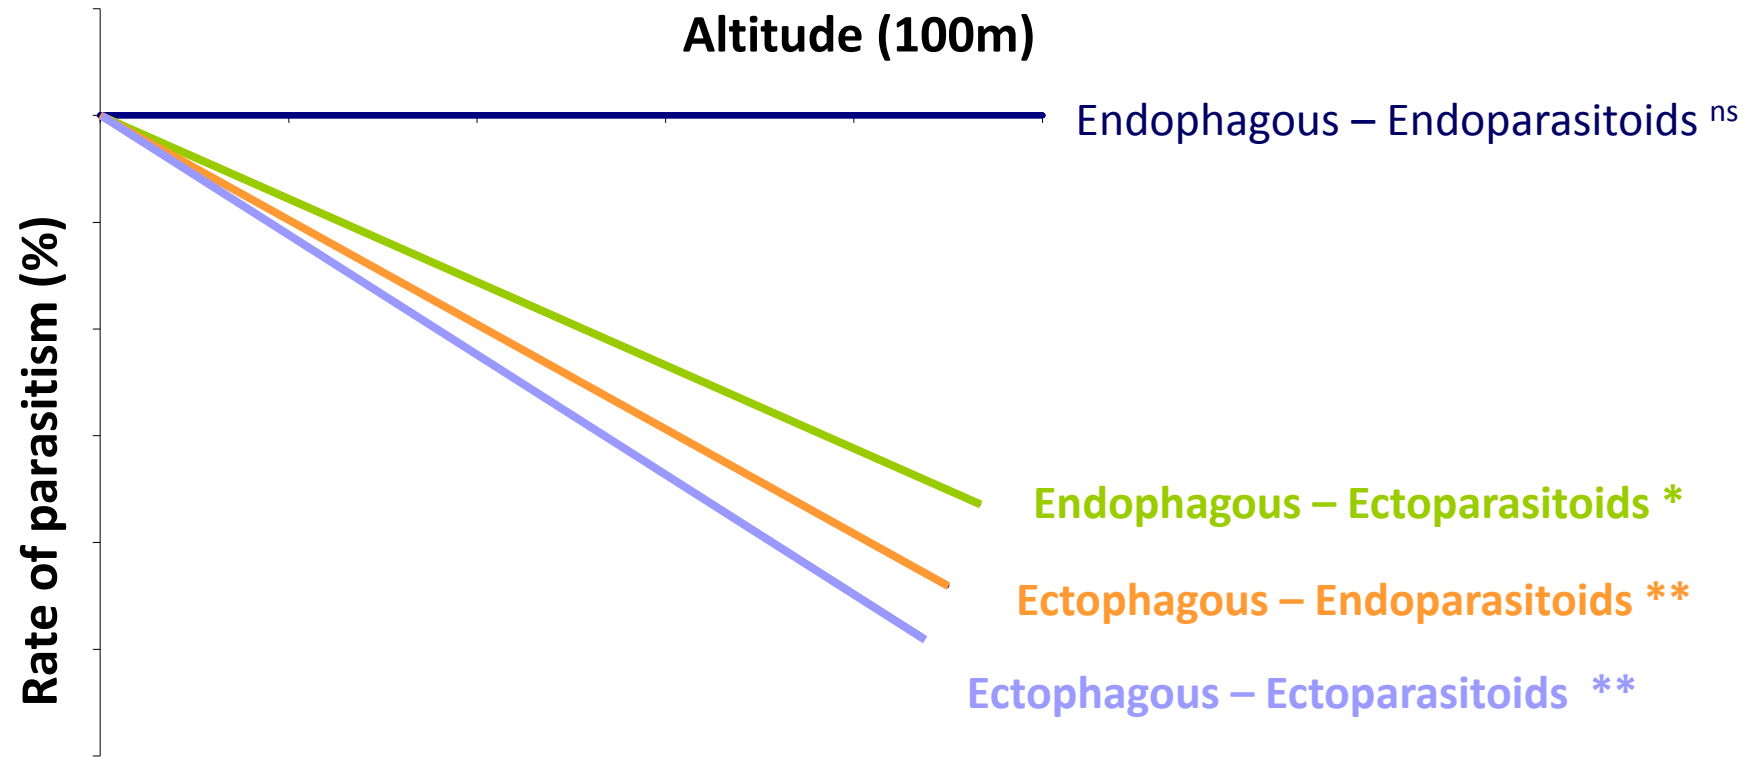 Altitude (100m)
Endophagous – Endoparasitoids ns
Rate of parasitism (%)
Endophagous – Ectoparasitoids *
Ectophagous – Endoparasitoids **
Ectophagous – Ectoparasitoids **